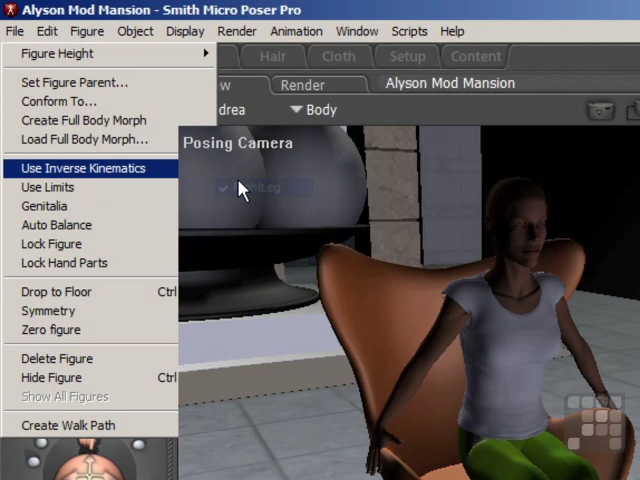 Alyson Mod Mansion - Smith Micro Poser Pro
File Edit Figure Object Display Render Animation Window Scripts Help
Hair Cloth Setup Content
Figure Height
Render Alyson Mod Mansion
Set Figure Parent...
Conform To...
Body
Create Full Body Morph
Load Full Body Morph...
Posing Camera
Use Inverse Kinematics
Use Limits
Genitalia
Auto Balance
Lock Figure
Lock Hand Parts
Drop to Floor Ctrl
Symmetry
Zero figure
Delete Figure
Hide Figure Ctrl
Show All Figures
Create Walk Path